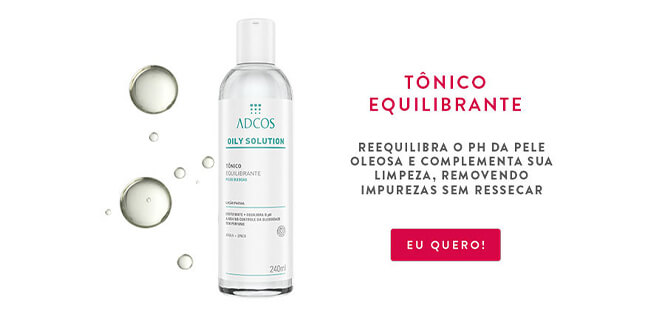 ADCOS
OILY SOLUTION
TÔNICO
EQUILIBRANTE
240ml
TÔNICO
EQUILIBRANTE
REEQUILIBRA O PH DA PELE
OLEOSA E COMPLEMENTA SUA
LIMPEZA, REMOVENDO
IMPUREZAS SEM RESSECAR
EU QUERO!